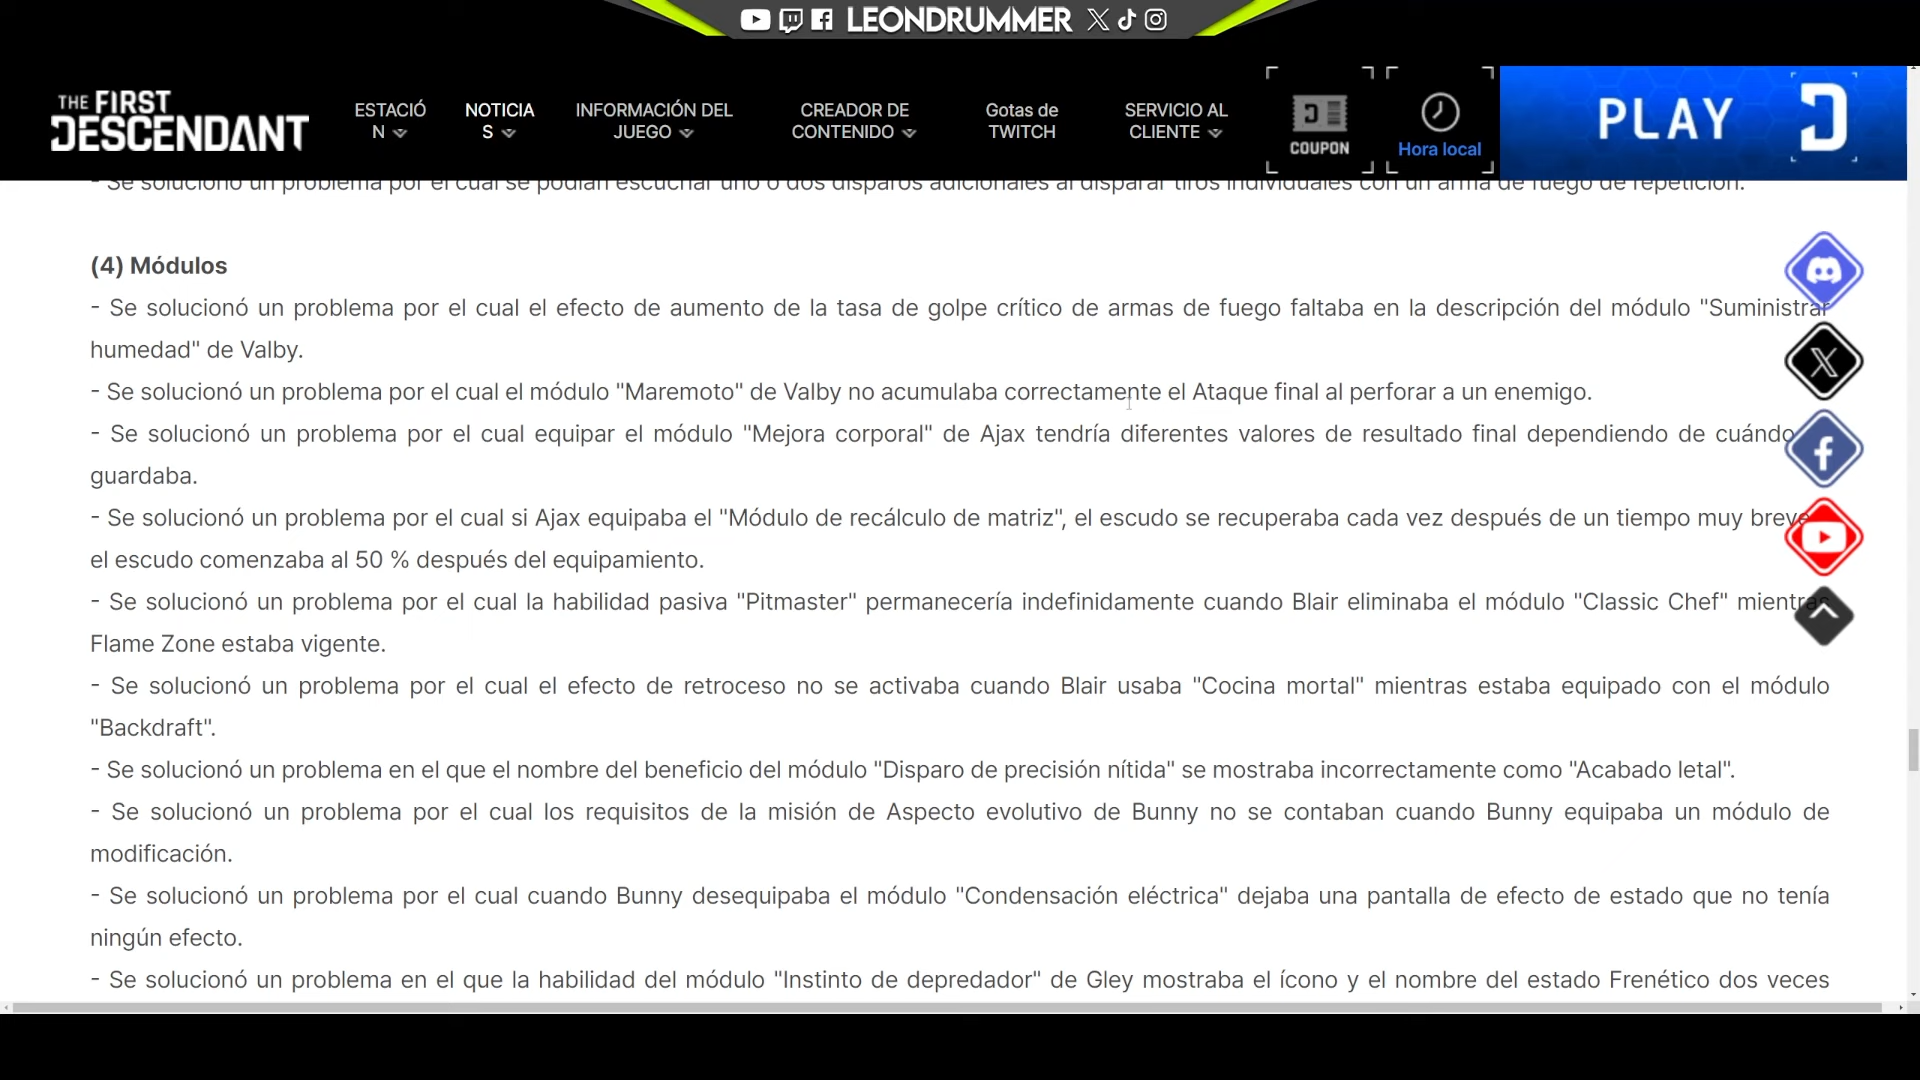 LEONDRUMMER
THE FIRST
DESCENDANT
ESTACIÓ
N
NOTICIA
S
INFORMACIÓN DEL
JUEGO
CREADOR DE
CONTENIDO
Gotas de
TWITCH
SERVICIO AL
CLIENTE
COUPON
Hora local
PLAY
- Se solucionó un problema por el cual se podían escuchar uno o dos disparos adicionales al disparar tiros individuales con un arma de fuego de repetición.
(4) Módulos
- Se solucionó un problema por el cual el efecto de aumento de la tasa de golpe crítico de armas de fuego faltaba en la descripción del módulo "Suministrar
humedad" de Valby.
- Se solucionó un problema por el cual el módulo "Maremoto" de Valby no acumulaba correctamente el Ataque final al perforar a un enemigo.
- Se solucionó un problema por el cual equipar el módulo "Mejora corporal" de Ajax tendría diferentes valores de resultado final dependiendo de cuándo
guardaba.
- Se solucionó un problema por el cual si Ajax equipaba el "Módulo de recálculo de matriz", el escudo se recuperaba cada vez después de un tiempo muy breve
el escudo comenzaba al 50 % después del equipamiento.
- Se solucionó un problema por el cual la habilidad pasiva "Pitmaster" permanecería indefinidamente cuando Blair eliminaba el módulo "Classic Chef" mientras
Flame Zone estaba vigente.
- Se solucionó un problema por el cual el efecto de retroceso no se activaba cuando Blair usaba "Cocina mortal" mientras estaba equipado con el módulo
"Backdraft".
- Se solucionó un problema en el que el nombre del beneficio del módulo "Disparo de precisión nítida" se mostraba incorrectamente como "Acabado letal".
- Se solucionó un problema por el cual los requisitos de la misión de Aspecto evolutivo de Bunny no se contaban cuando Bunny equipaba un módulo de
modificación.
- Se solucionó un problema por el cual cuando Bunny desequipaba el módulo "Condensación eléctrica" dejaba una pantalla de efecto de estado que no tenía
ningún efecto.
- Se solucionó un problema en el que la habilidad del módulo "Instinto de depredador" de Gley mostraba el ícono y el nombre del estado Frenético dos veces